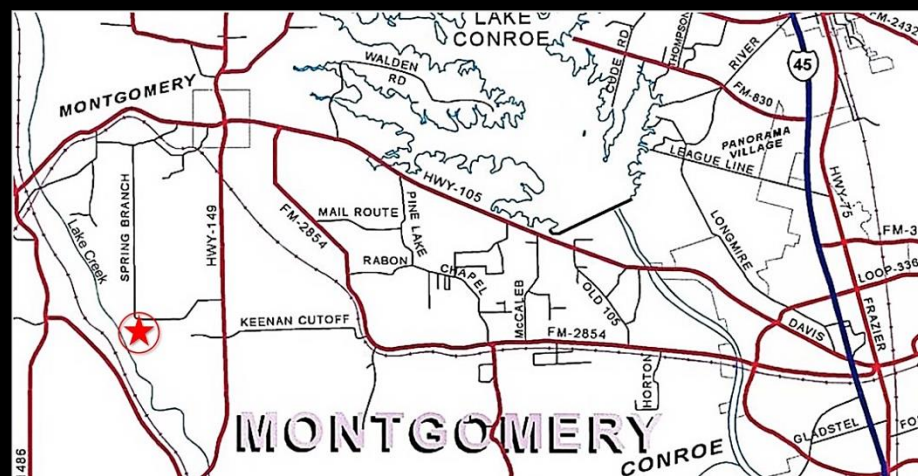 LAKE
CONROE
CUDE RD
THOMPSON
FM-2432
WALDEN
RD
RIVER
45
MONTGOMERY
FM-830
PANORAMA
VILLAGE
LEAGUE LINE
HWY-105
HWY-75
SPRING BRANCH
HWY-149
MAIL ROUTE
FM-2854
PINE LAKE
LONGMIRE
Lake Creek
FM-3
RABON
CHAPEL
LOOP-336
McCALEB
OLD 105
KEENAN CUTOFF
FM-2854
DAVIS
FRAZIER
HORTON
MONTGOMERY
GLADSTEL
FO
CONROE
1486